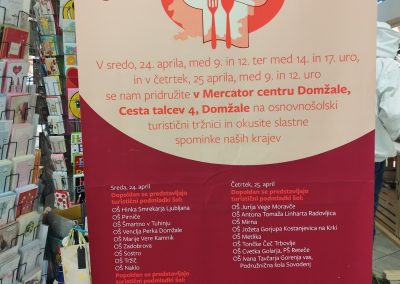 V sredo, 24. aprila, med 9. in 12. ter med 14. in 17. uro,
in v četrtek, 25 aprila, med 9. in 12. uro
se nam pridružite v Mercator centru Domžale,
Cesta talcev 4, Domžale na osnovnošolski
turistični tržnici in okusite slastne
spominke naših krajev.
Sreda, 24. april
Dopoldan se predstavljajo
turistični podmladki šol:
OŠ Hinka Smrekarja Ljubljana
OŠ Pirniče
OŠ Šmartno v Tuhinju
OŠ Venclja Perka Domžale
OŠ Marije Vere Kamnik
OŠ Zadobrova
OŠ Sostro
OŠ Tržič
OŠ Naklo
Popoldan se predstavljajo
turistični podmladki šol:
Četrtek, 25. april
Dopoldan se predstavljajo
turistični podmladki šol:
OŠ Jurija Vege Moravče
OŠ Antona Tomaža Linharta Radovljica
OŠ Mirna
OŠ Jožeta Gorjupa Kostanjevica na Krki
OŠ Metlika
OŠ Tončke Čeč Trbovlje
OŠ Cvetka Golarja, PŠ Reteče
OŠ Ivana Tavčarja Gorenja vas,
Podružnična šola Sovodenj